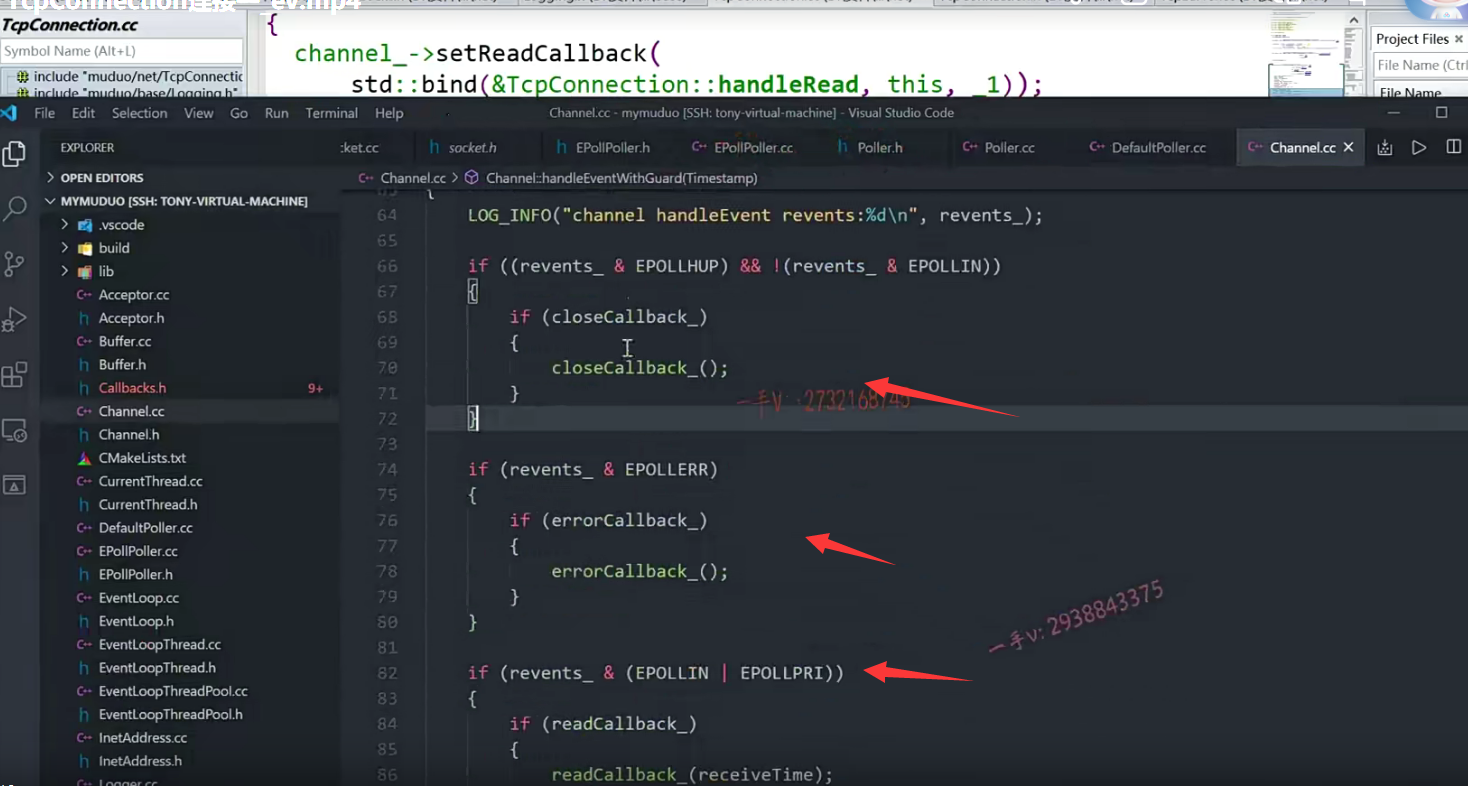 TcpConnection.cc
Symbol Name (Alt+L)
include "muduo/net/TcpConnectic
include "muduo/base/Logging.h"
{
channel_->setReadCallback(
std::bind(&TcpConnection::handleRead, this, _1));
Project Files ×
File Name (Ctrl
File Name
File Edit Selection View Go Run Terminal Help
Channel.cc - mymuduo [SSH: tony-virtual-machine] - Visual Studio Code
EXPLORER
:ket.cc
socket.h
EPollPoller.h
EPollPoller.cc
Poller.h
Poller.cc
DefaultPoller.cc
Channel.cc
OPEN EDITORS
MYMUDUO [SSH: TONY-VIRTUAL-MACHINE]
.vscode
build
lib
Acceptor.cc
Acceptor.h
Buffer.cc
Buffer.h
Callbacks.h 9+
Channel.cc
Channel.h
CMakeLists.txt
CurrentThread.cc
CurrentThread.h
DefaultPoller.cc
EPollPoller.cc
EPollPoller.h
EventLoop.cc
EventLoop.h
EventLoopThread.cc
EventLoopThread.h
EventLoopThreadPool.cc
EventLoopThreadPool.h
InetAddress.cc
InetAddress.h
Logger.cc
Channel.cc > Channel::handleEventWithGuard(Timestamp)
{
64 LOG_INFO("channel handleEvent revents:%d\n", revents_);
65
66 if ((revents_ & EPOLLHUP) && !(revents_ & EPOLLIN))
67 {
68 if (closeCallback_)
69 {
70 closeCallback_();
71 }
72 }
73
74 if (revents_ & EPOLLERR)
75 {
76 if (errorCallback_)
77 {
78 errorCallback_();
79 }
80 }
81
82 if (revents_ & (EPOLLIN | EPOLLPRI))
83 {
84 if (readCallback_)
85 {
86 readCallback_(receiveTime);
一手V: 2938843375